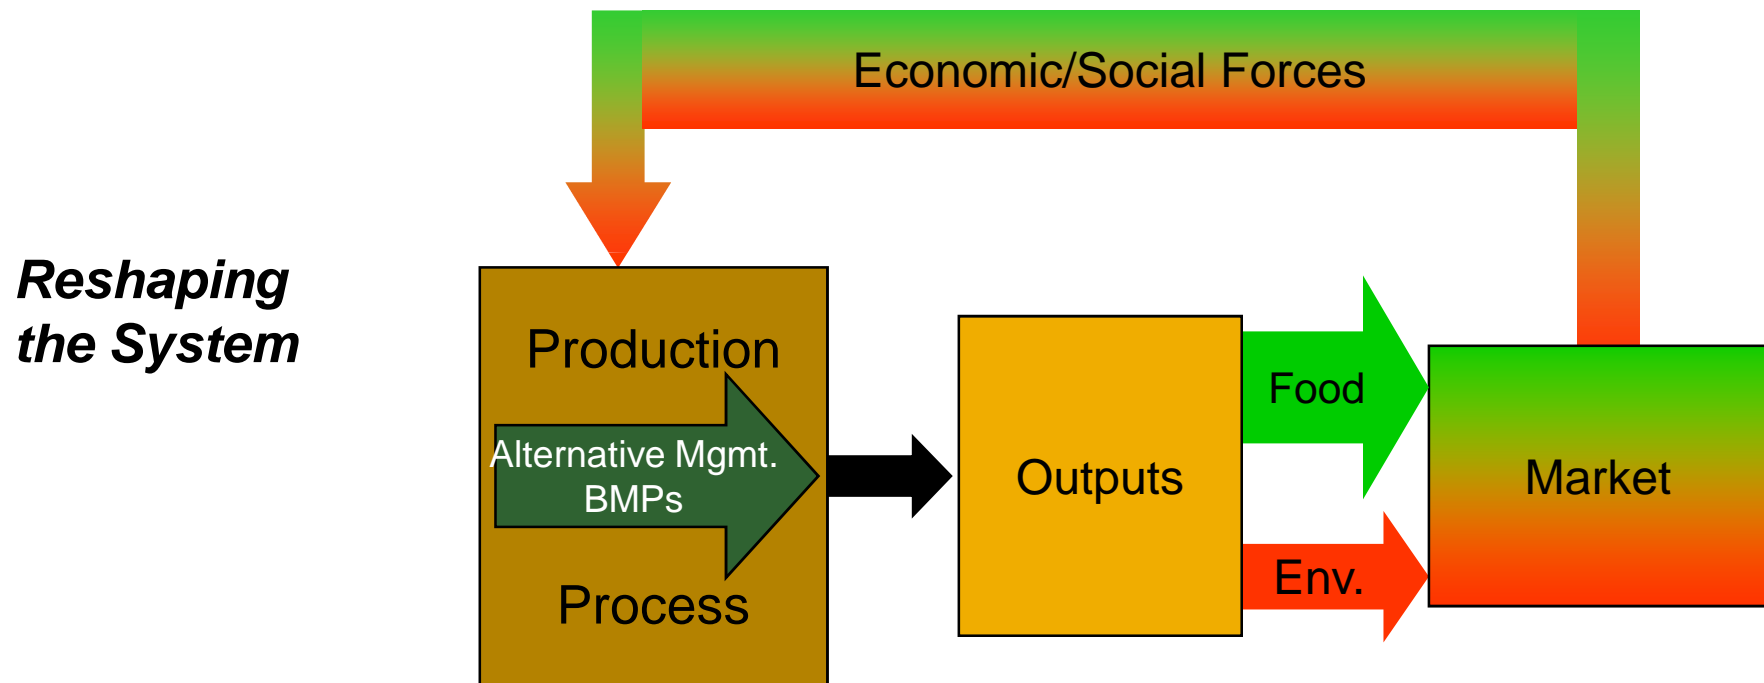 Economic/Social Forces
Reshaping
the System
Production
Alternative Mgmt.
BMPs
Process
Outputs
Food
Env.
Market